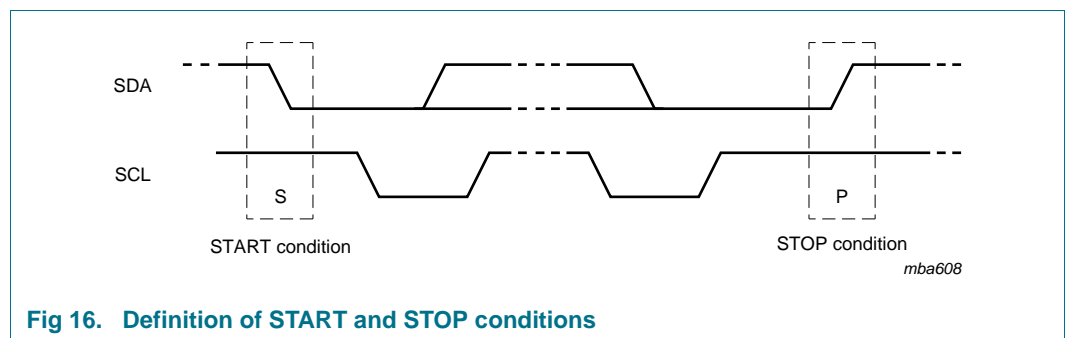 SDA
SCL
S
P
START condition
STOP condition
mba608
Fig 16. Definition of START and STOP conditions